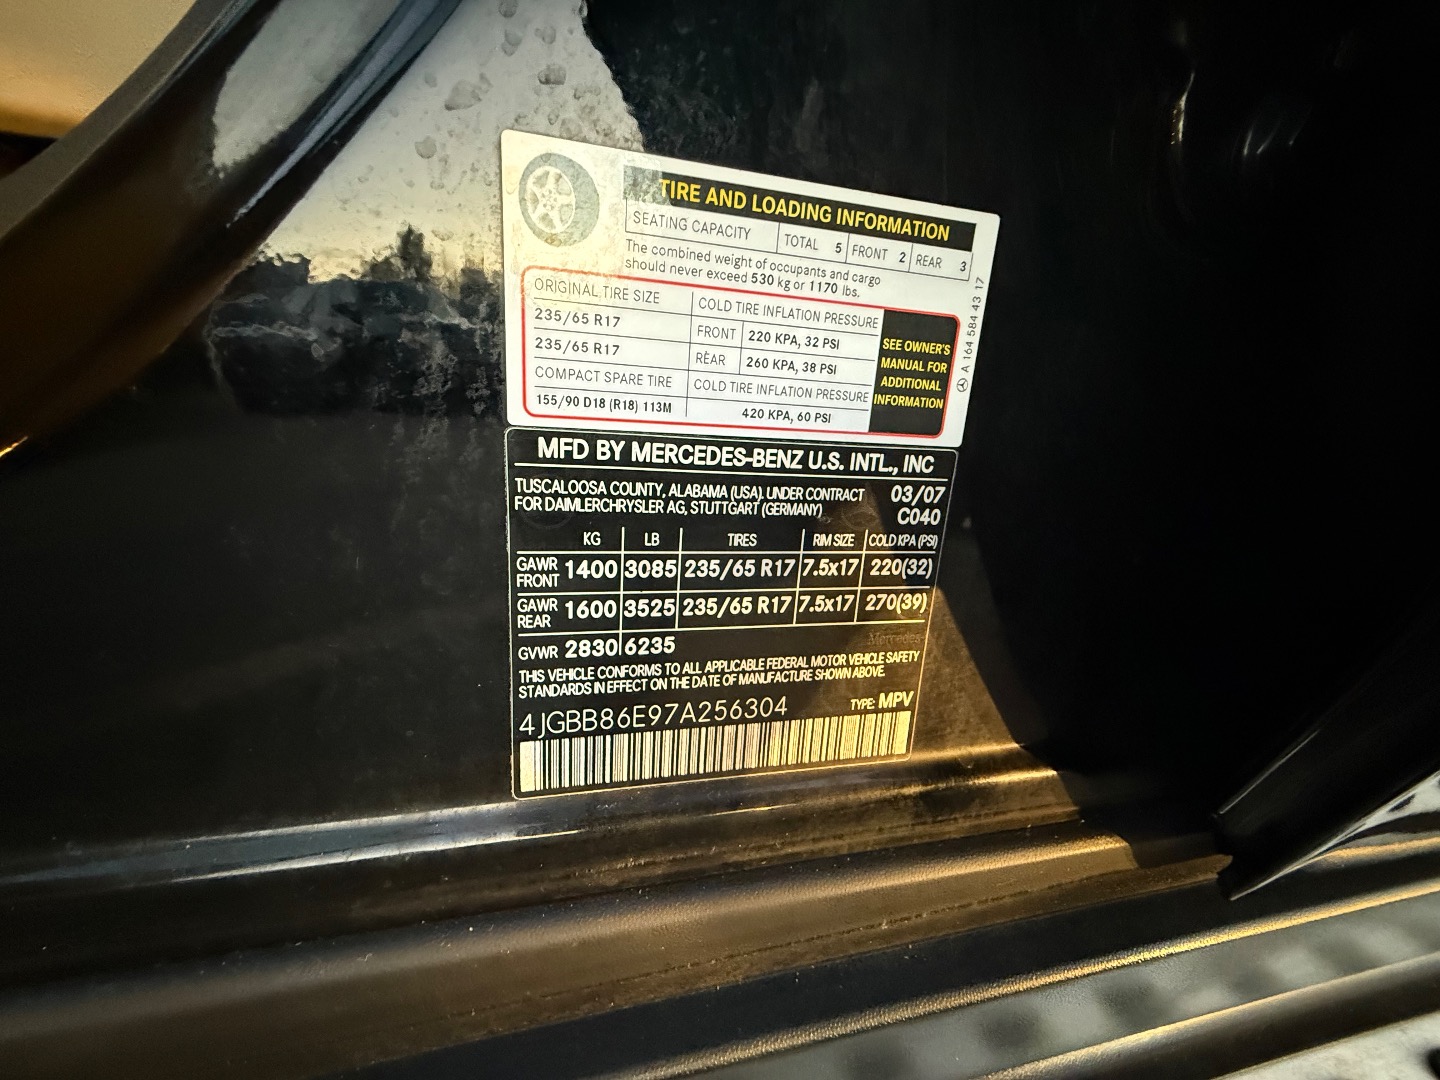 TIRE AND LOADING INFORMATION
SEATING CAPACITY TOTAL 5 FRONT 2 REAR 3
The combined weight of occupants and cargo
should never exceed 530 kg or 1170 lbs.
ORIGINAL TIRE SIZE COLD TIRE INFLATION PRESSURE
235/65 R17 FRONT 220 KPA, 32 PSI
235/65 R17 REAR 260 KPA, 38 PSI
COMPACT SPARE TIRE COLD TIRE INFLATION PRESSURE
155/90 D18 (R18) 113M 420 KPA, 60 PSI
SEE OWNER'S
MANUAL FOR
ADDITIONAL
INFORMATION
A 164 584 43 17
MFD BY MERCEDES-BENZ U.S. INTL., INC
TUSCALOOSA COUNTY, ALABAMA (USA). UNDER CONTRACT 03/07
FOR DAIMLERCHRYSLER AG, STUTTGART (GERMANY) C040
KG LB TIRES RIM SIZE COLD KPA (PSI)
GAWR FRONT 1400 3085 235/65 R17 7.5x17 220(32)
GAWR REAR 1600 3525 235/65 R17 7.5x17 270(39)
GVWR 2830 6235
Mercedes-
THIS VEHICLE CONFORMS TO ALL APPLICABLE FEDERAL MOTOR VEHICLE SAFETY
STANDARDS IN EFFECT ON THE DATE OF MANUFACTURE SHOWN ABOVE.
4JGBB86E97A256304 TYPE: MPV